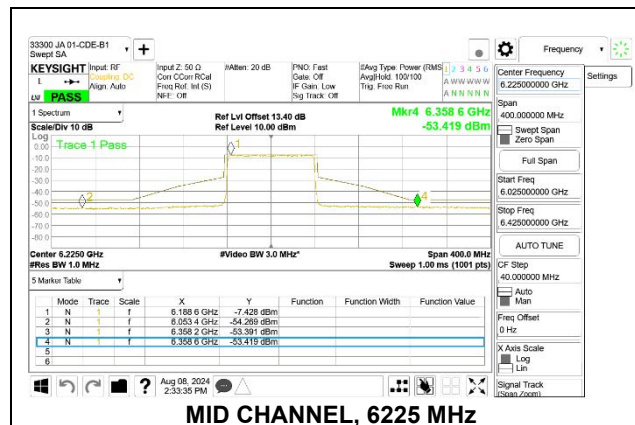 33300 JA 01-CDE-B1
Swept SA
+
Frequency
KEYSIGHT
L
LXI
PASS
Input: RF
Coupling: DC
Align: Auto
Input Z: 50 Ω
Corr CCorr RCal
Freq Ref: Int (S)
NFE: Off
#Atten: 20 dB
PNO: Fast
Gate: Off
IF Gain: Low
Sig Track: Off
#Avg Type: Power (RMS
Avg|Hold: 100/100
Trig: Free Run
1 2 3 4 5 6
A W W W W W
A N N N N N
1 Spectrum
Scale/Div 10 dB
Ref Lvl Offset 13.40 dB
Ref Level 10.00 dBm
Mkr4 6.358 6 GHz
-53.419 dBm
Log
Trace 1 Pass
0.00
-10.0
-20.0
-30.0
-40.0
-50.0
-60.0
-70.0
-80.0
1
2
4
Center 6.2250 GHz
#Res BW 1.0 MHz
#Video BW 3.0 MHz*
Span 400.0 MHz
Sweep 1.00 ms (1001 pts)
5 Marker Table
Mode Trace Scale X Y Function Function Width Function Value
1 N 1 f 6.188 6 GHz -7.428 dBm
2 N 1 f 6.053 4 GHz -54.269 dBm
3 N 1 f 6.358 2 GHz -53.391 dBm
4 N 1 f 6.358 6 GHz -53.419 dBm
5
6
?
Aug 08, 2024
2:33:35 PM
Center Frequency
6.225000000 GHz
Settings
Span
400.000000 MHz
Swept Span
Zero Span
Full Span
Start Freq
6.025000000 GHz
Stop Freq
6.425000000 GHz
AUTO TUNE
CF Step
40.000000 MHz
Auto
Man
Freq Offset
0 Hz
X Axis Scale
Log
Lin
Signal Track
(Span Zoom)
MID CHANNEL, 6225 MHz